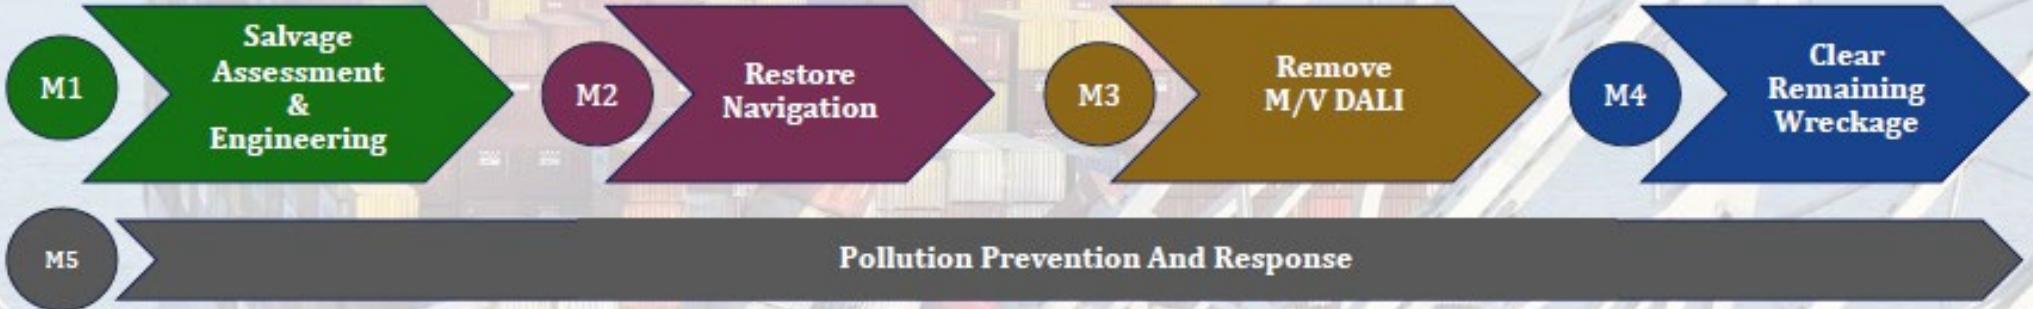 M1
Salvage
Assessment
&
Engineering
M2
Restore
Navigation
M3
Remove
M/V DALI
M4
Clear
Remaining
Wreckage
M5
Pollution Prevention And Response